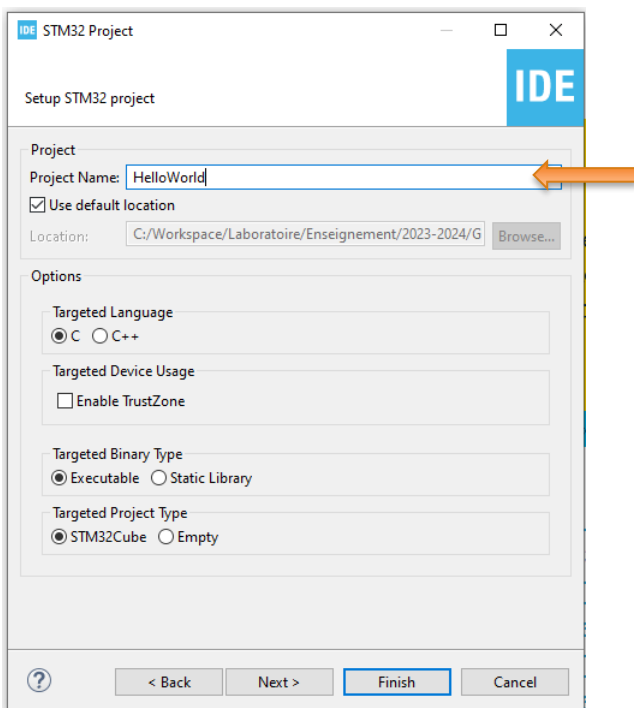 IDE STM32 Project
IDE
Setup STM32 project
Project
Project Name: HelloWorld
Use default location
Location: C:/Workspace/Laboratoire/Enseignement/2023-2024/G Browse...
Options
Targeted Language
C C++
Targeted Device Usage
Enable TrustZone
Targeted Binary Type
Executable Static Library
Targeted Project Type
STM32Cube Empty
? < Back Next > Finish Cancel